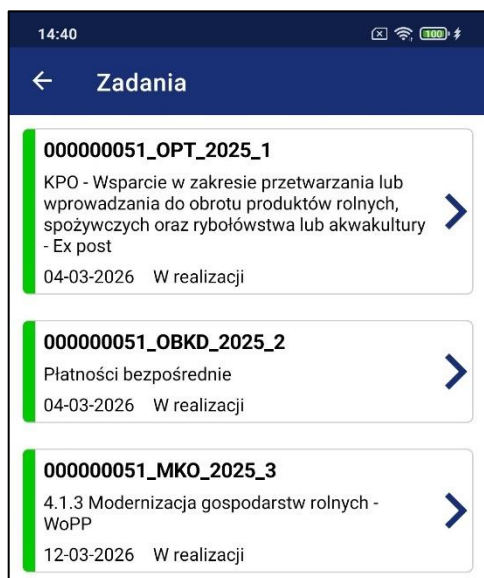 14:40
100
Zadania
000000051_OPT_2025_1
KPO - Wsparcie w zakresie przetwarzania lub
wprowadzania do obrotu produktów rolnych,
spożywczych oraz rybołówstwa lub akwakultury
- Ex post
04-03-2026 W realizacji
000000051_OBKD_2025_2
Płatności bezpośrednie
04-03-2026 W realizacji
000000051_MKO_2025_3
4.1.3 Modernizacja gospodarstw rolnych -
WoPP
12-03-2026 W realizacji